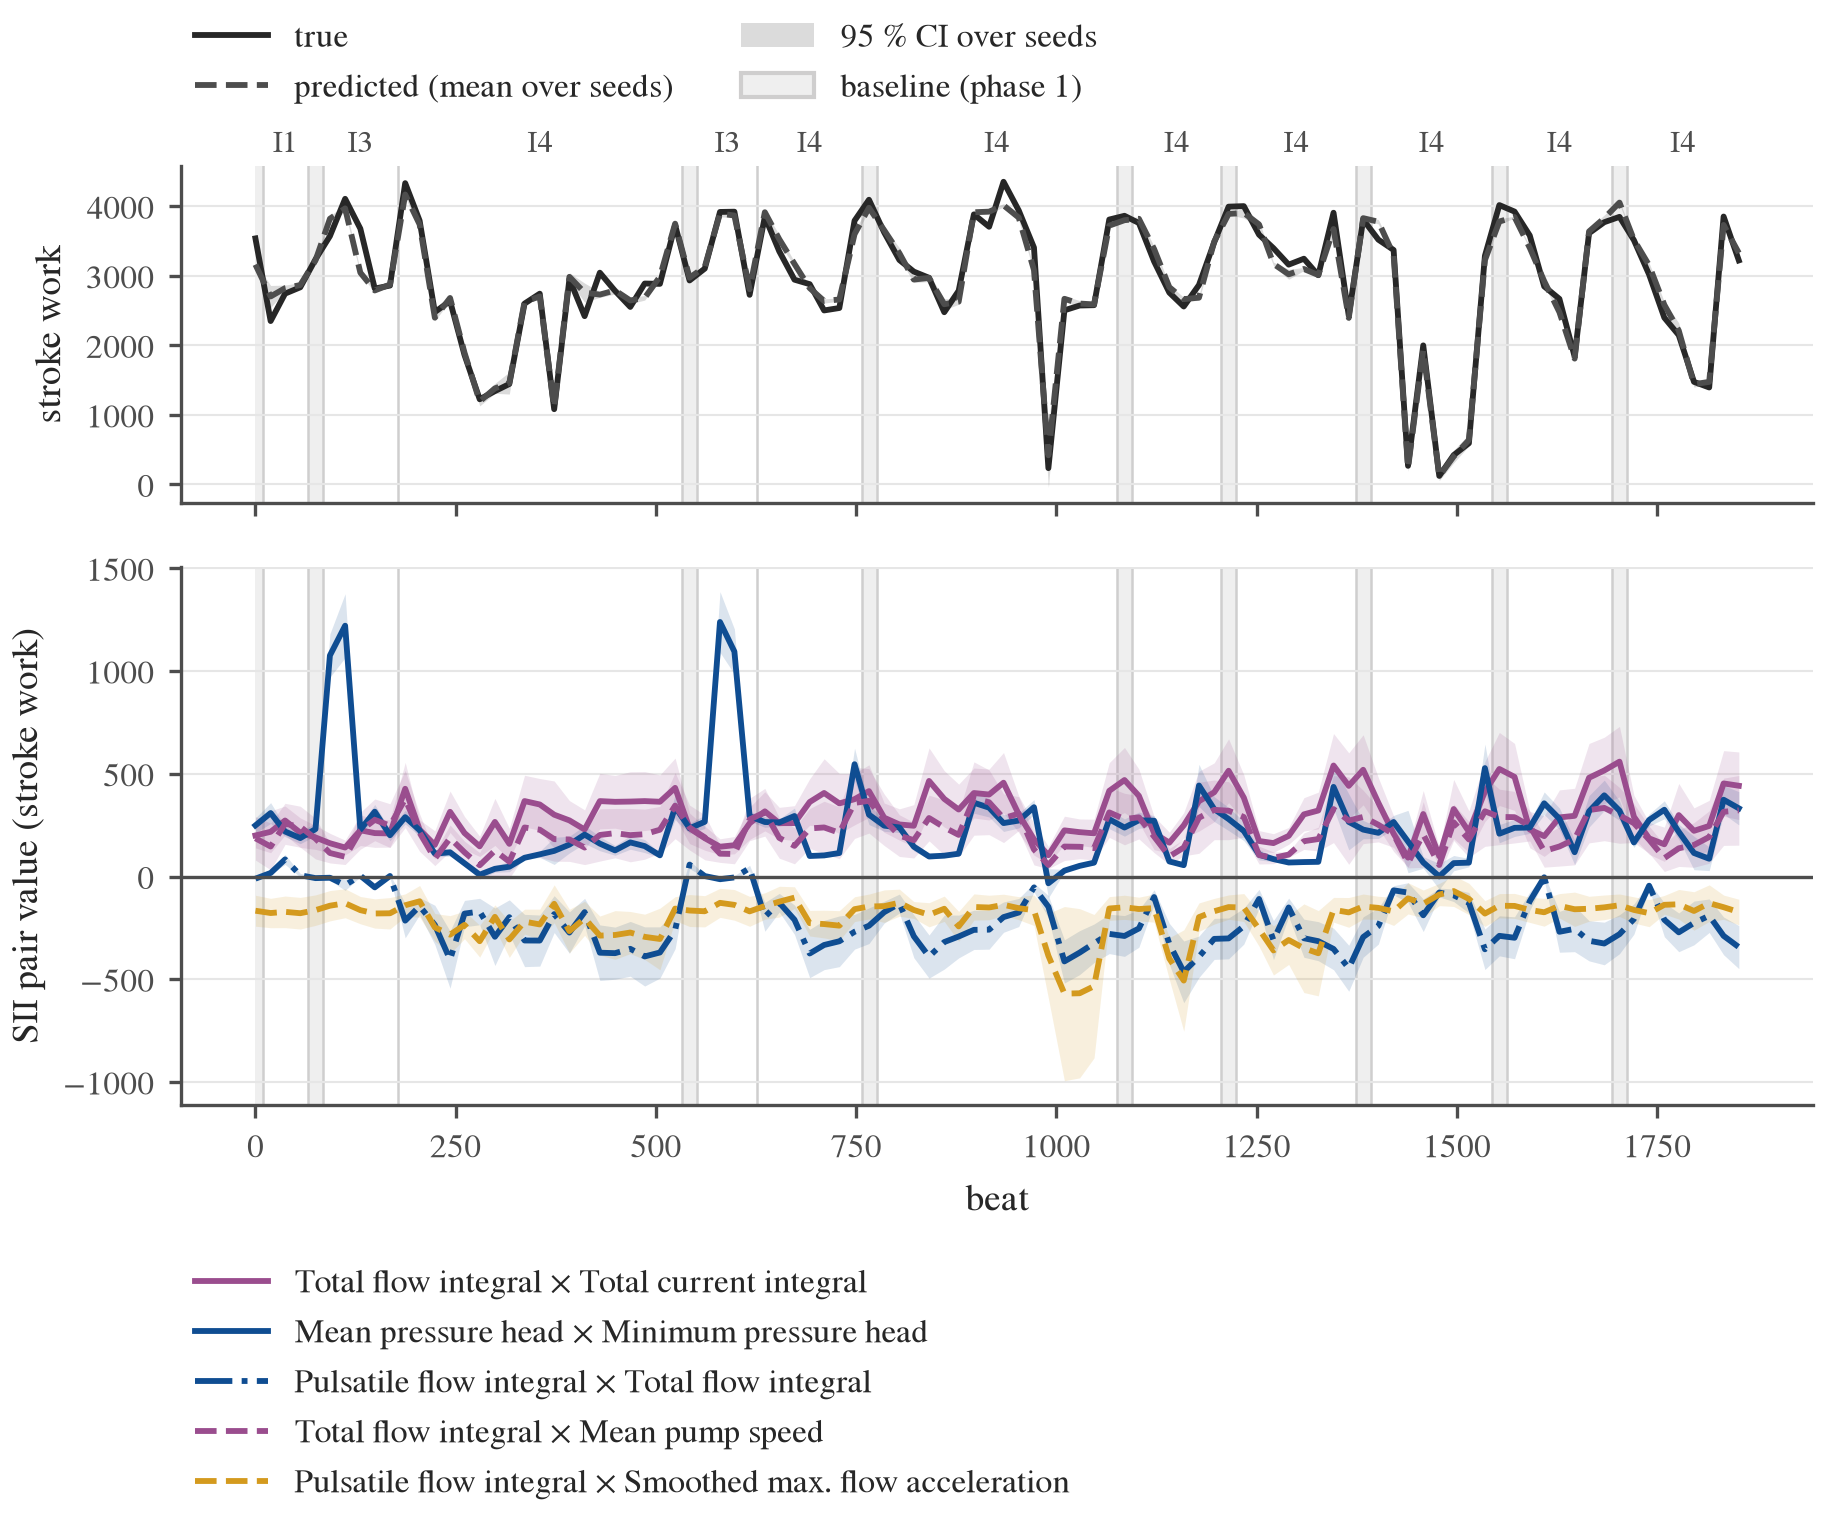 true
95 % CI over seeds
predicted (mean over seeds)
baseline (phase 1)
I1 I3 I4 I3 I4 I4 I4 I4 I4 I4 I4
4000
3000
2000
1000
0
stroke work
1500
1000
500
0
−500
−1000
SII pair value (stroke work)
0 250 500 750 1000 1250 1500 1750
beat
Total flow integral × Total current integral
Mean pressure head × Minimum pressure head
Pulsatile flow integral × Total flow integral
Total flow integral × Mean pump speed
Pulsatile flow integral × Smoothed max. flow acceleration